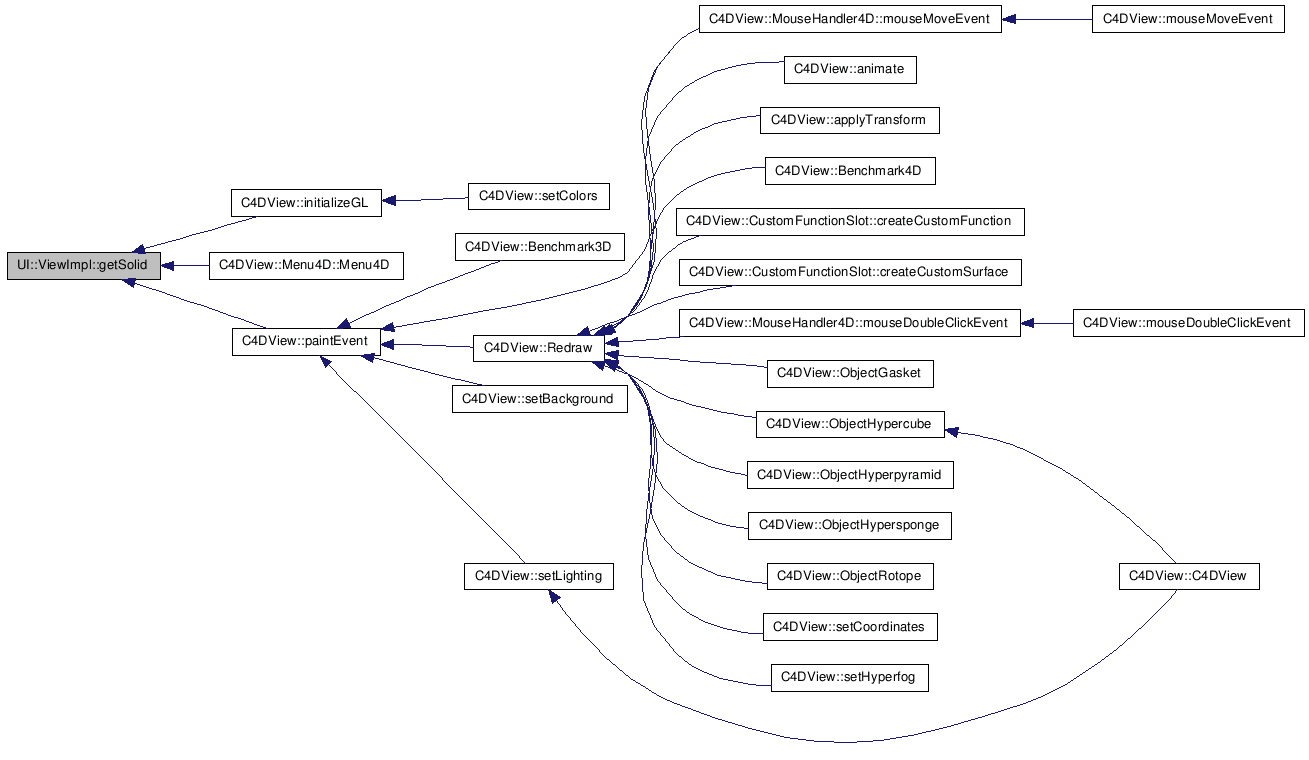 C4DView::MouseHandler4D::mouseMoveEvent
C4DView::mouseMoveEvent
C4DView::animate
C4DView::applyTransform
C4DView::Benchmark4D
C4DView::initializeGL
C4DView::setColors
C4DView::CustomFunctionSlot::createCustomFunction
C4DView::Benchmark3D
UI::ViewImpl::getSolid
C4DView::Menu4D::Menu4D
C4DView::CustomFunctionSlot::createCustomSurface
C4DView::MouseHandler4D::mouseDoubleClickEvent
C4DView::mouseDoubleClickEvent
C4DView::paintEvent
C4DView::Redraw
C4DView::ObjectGasket
C4DView::setBackground
C4DView::ObjectHypercube
C4DView::ObjectHyperpyramid
C4DView::ObjectHypersponge
C4DView::setLighting
C4DView::ObjectRotope
C4DView::C4DView
C4DView::setCoordinates
C4DView::setHyperfog